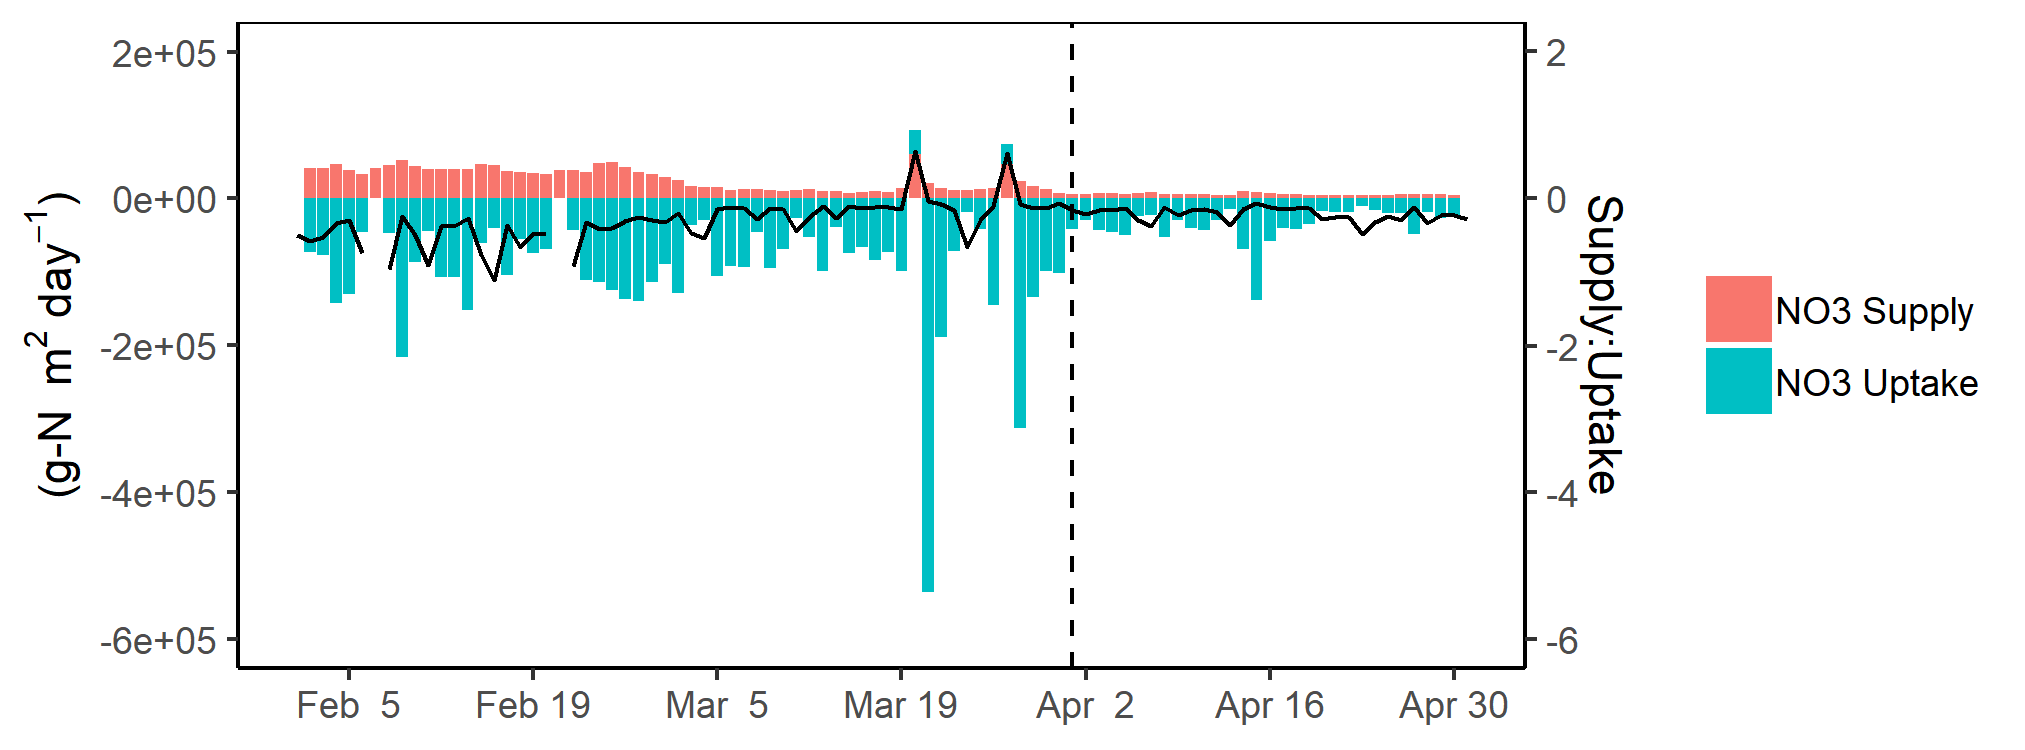 (g-N  m² day⁻¹)
2e+05
0e+00
-2e+05
-4e+05
-6e+05
2
0
-2
-4
-6
Supply:Uptake
Feb  5
Feb 19
Mar  5
Mar 19
Apr  2
Apr 16
Apr 30
NO3 Supply
NO3 Uptake